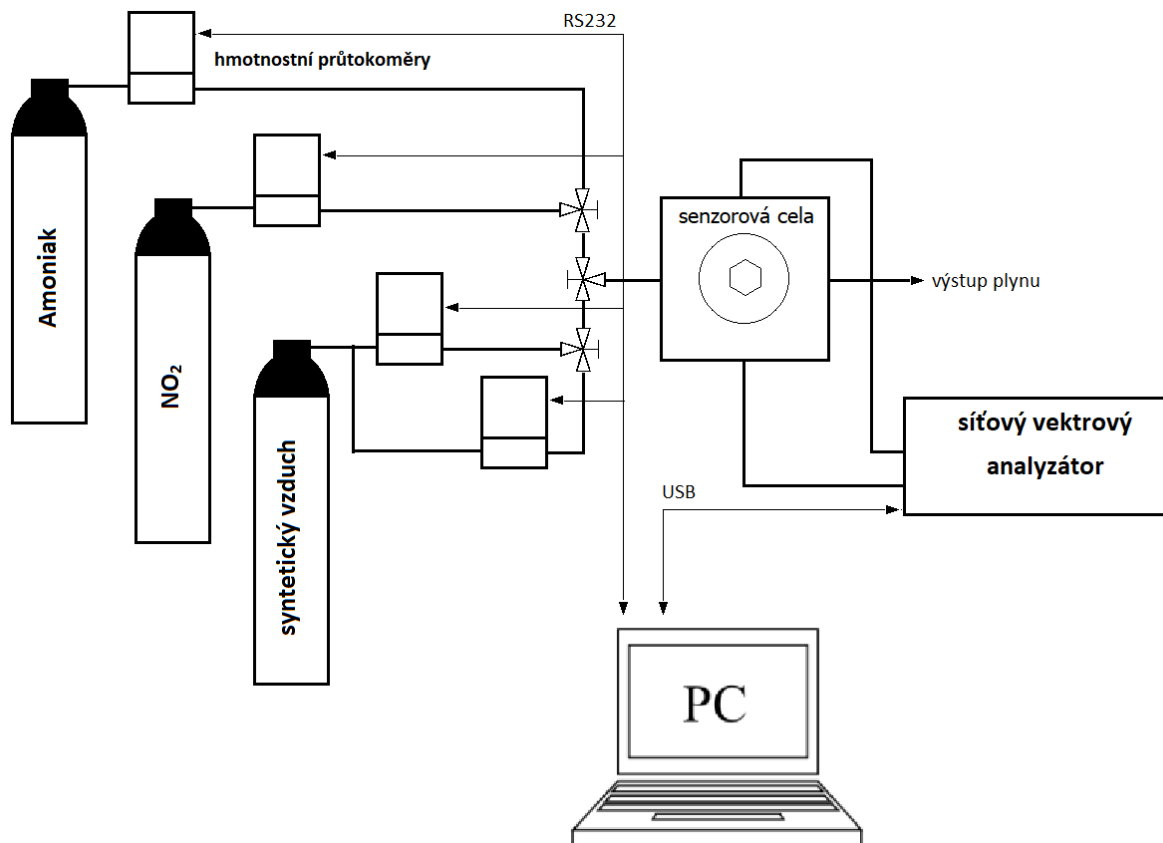 RS232
hmotnostní průtokoměry
Amoniak
NO₂
syntetický vzduch
senzorová cela
výstup plynu
síťový vektrový
analyzátor
USB
PC